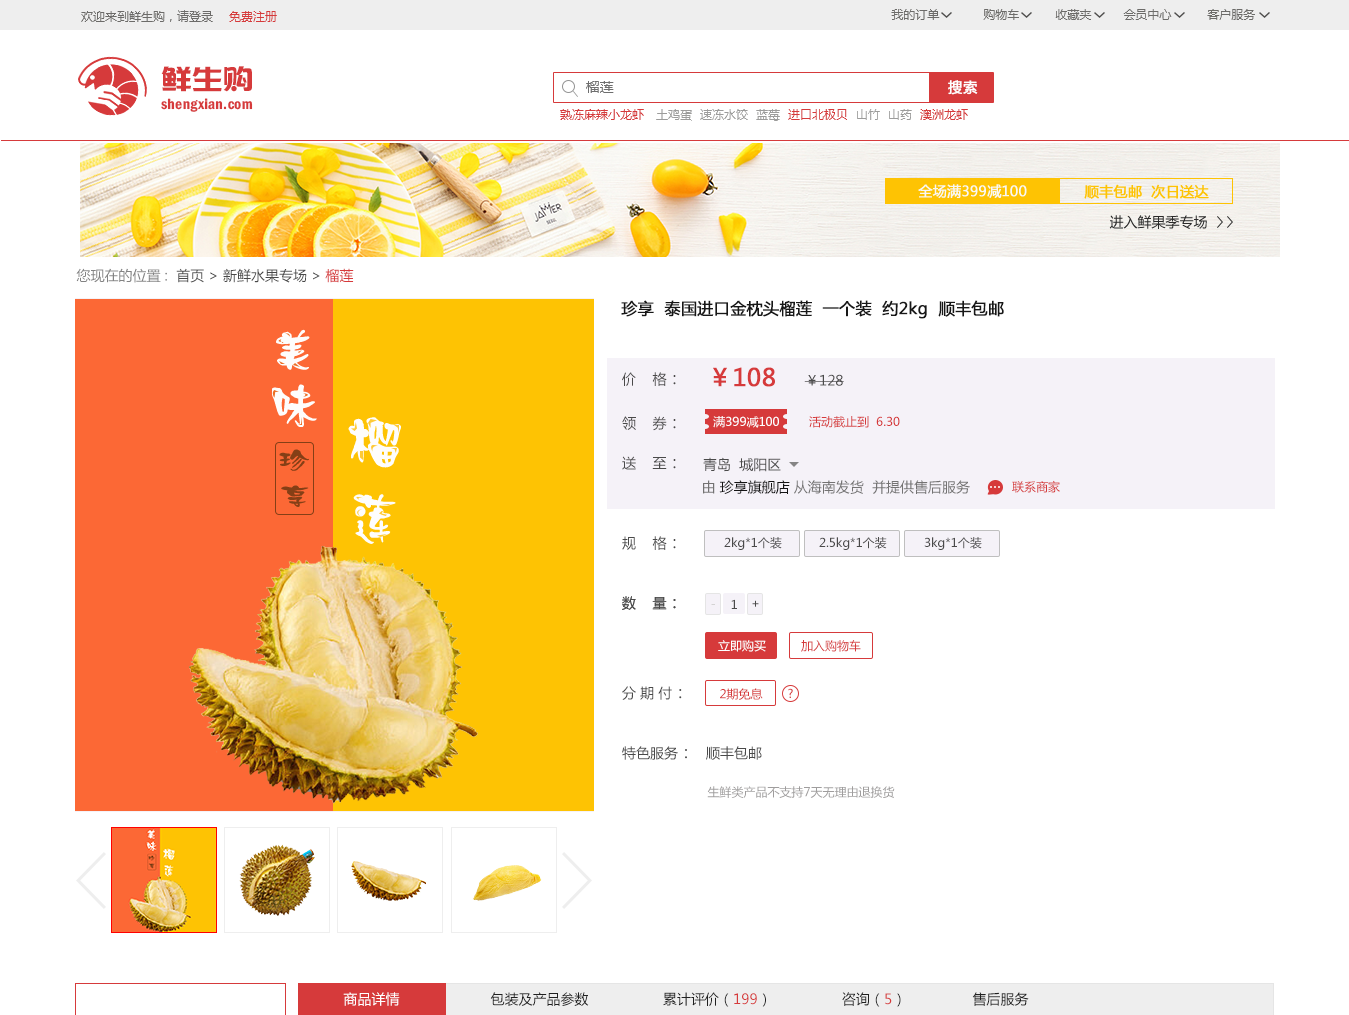 欢迎来到鲜生购，请登录 免费注册
我的订单 购物车 收藏夹 会员中心 客户服务
鲜生购
shengxian.com
榴莲 搜索
熟冻麻辣小龙虾 土鸡蛋 速冻水饺 蓝莓 进口北极贝 山竹 山药 澳洲龙虾
JAMIER
全场满399减100 顺丰包邮 次日送达
进入鲜果季专场 >>
您现在的位置： 首页 > 新鲜水果专场 > 榴莲
珍享 泰国进口金枕头榴莲 一个装 约2kg 顺丰包邮
美味
榴莲
珍享
价 格： ¥108 ¥128
领 券： 满399减100 活动截止到 6.30
送 至： 青岛 城阳区
由 珍享旗舰店 从海南发货 并提供售后服务 联系商家
规 格： 2kg*1个装 2.5kg*1个装 3kg*1个装
数 量： - 1 +
立即购买 加入购物车
分期付： 2期免息 ?
特色服务： 顺丰包邮
生鲜类产品不支持7天无理由退换货
美味
榴莲
珍享
商品详情 包装及产品参数 累计评价（199） 咨询（5） 售后服务